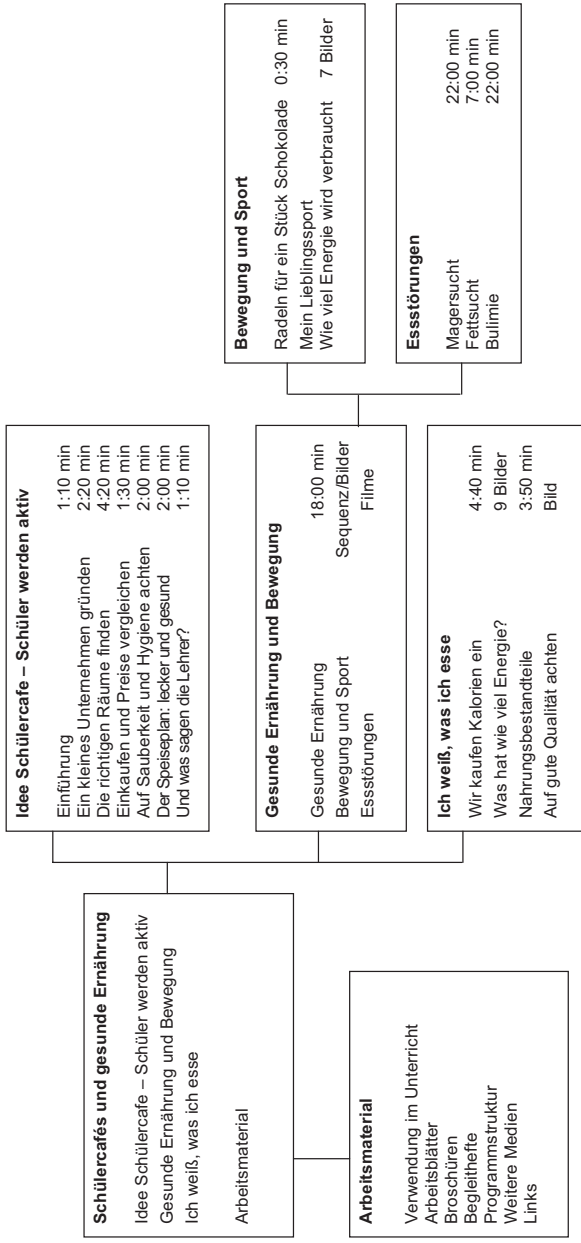 Schülercafés und gesunde Ernährung
Idee Schülercafe – Schüler werden aktiv
Gesunde Ernährung und Bewegung
Ich weiß, was ich esse
Arbeitsmaterial
Arbeitsmaterial
Verwendung im Unterricht
Arbeitsblätter
Broschüren
Begleithefte
Programmstruktur
Weitere Medien
Links
Idee Schülercafe – Schüler werden aktiv
Einführung 1:10 min
Ein kleines Unternehmen gründen 2:20 min
Die richtigen Räume finden 4:20 min
Einkaufen und Preise vergleichen 1:30 min
Auf Sauberkeit und Hygiene achten 2:00 min
Der Speiseplan: lecker und gesund 2:00 min
Und was sagen die Lehrer? 1:10 min
Gesunde Ernährung und Bewegung
Gesunde Ernährung 18:00 min
Bewegung und Sport Sequenz/Bilder
Essstörungen Filme
Ich weiß, was ich esse
Wir kaufen Kalorien ein 4:40 min
Was hat wie viel Energie? 9 Bilder
Nahrungsbestandteile 3:50 min
Auf gute Qualität achten Bild
Bewegung und Sport
Radeln für ein Stück Schokolade 0:30 min
Mein Lieblingssport
Wie viel Energie wird verbraucht 7 Bilder
Essstörungen
Magersucht 22:00 min
Fettsucht 7:00 min
Bulimie 22:00 min